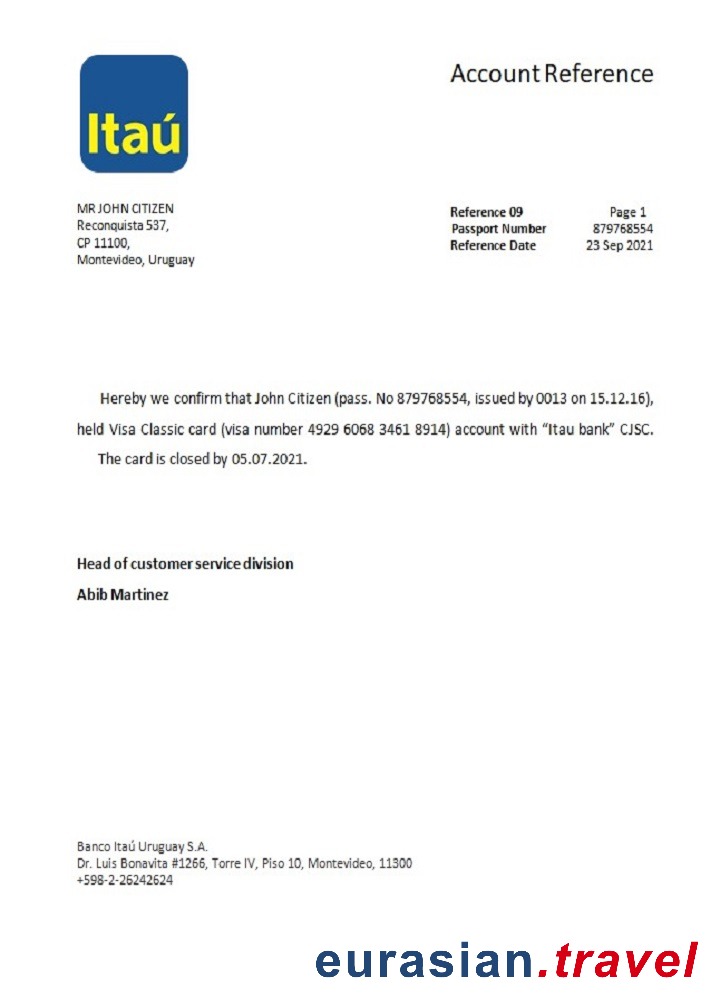 Itaú
Account Reference
MR JOHN CITIZEN
Reconquista 537,
CP 11100,
Montevideo, Uruguay
Reference 09 Page 1
Passport Number 879768554
Reference Date 23 Sep 2021
Hereby we confirm that John Citizen (pass. No 879768554, issued by 0013 on 15.12.16),
held Visa Classic card (visa number 4929 6068 3461 8914) account with “Itau bank” CJSC.
The card is closed by 05.07.2021.
Head of customer service division
Abib Martinez
Banco Itaú Uruguay S.A.
Dr. Luis Bonavita #1266, Torre IV, Piso 10, Montevideo, 11300
+598-2-26242624
eurasian.travel